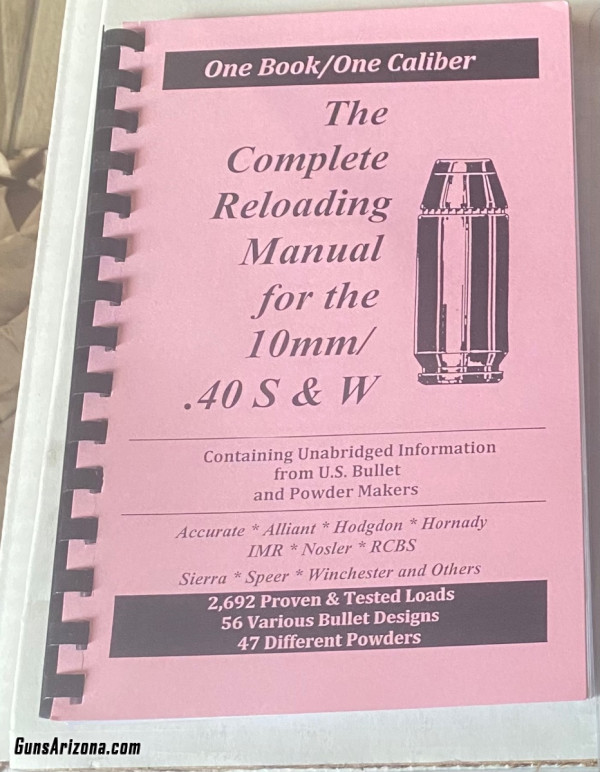 One Book/One Caliber
The
Complete
Reloading
Manual
for the
10mm/
.40 S & W
Containing Unabridged Information
from U.S. Bullet
and Powder Makers
Accurate * Alliant * Hodgdon * Hornady
IMR * Nosler * RCBS
Sierra * Speer * Winchester and Others
2,692 Proven & Tested Loads
56 Various Bullet Designs
47 Different Powders
GunsArizona.com